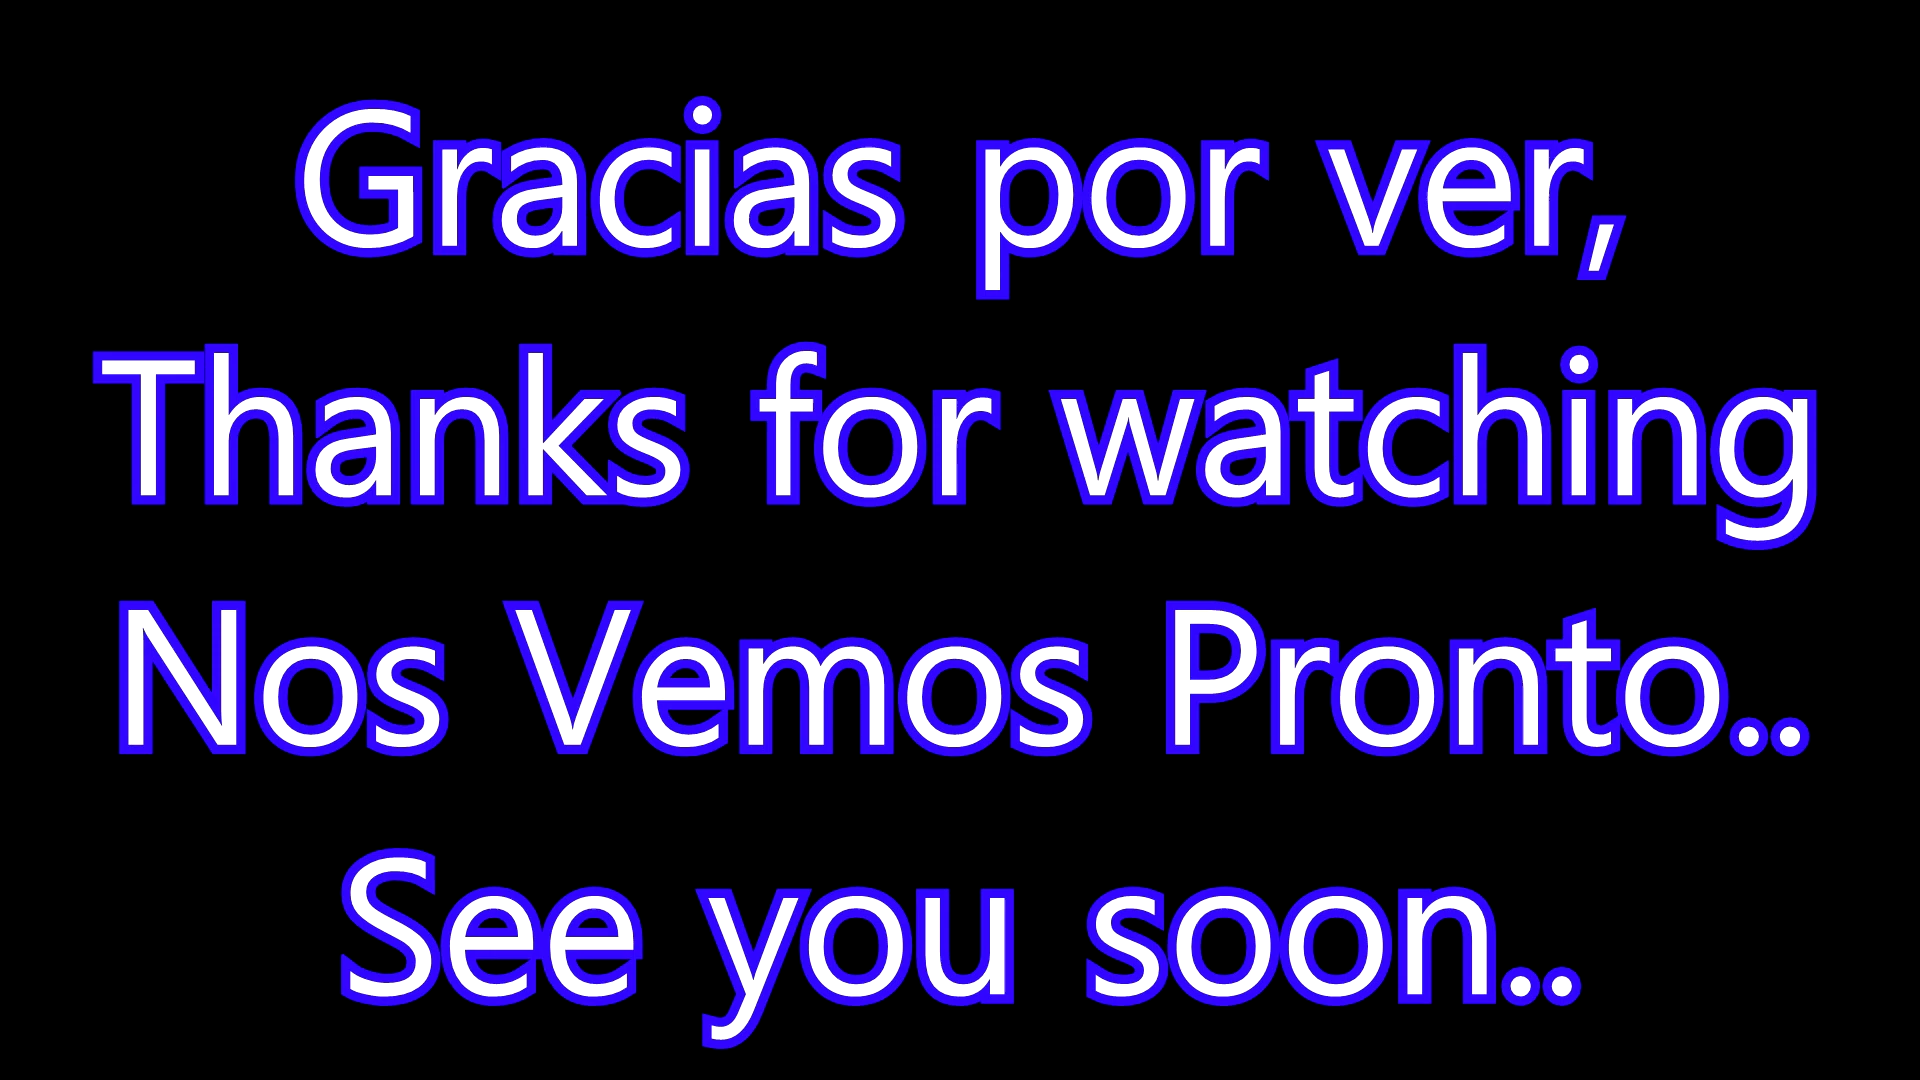 Gracias por ver,
Thanks for watching
Nos Vemos Pronto..
See you soon..